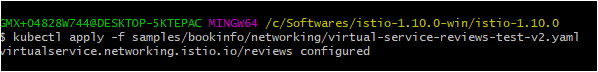 GMX+04828W744@DESKTOP-5KTEPAC MINGW64 /c/Softwares/istio-1.10.0-win/istio-1.10.0
$ kubectl apply -f samples/bookinfo/networking/virtual-service-reviews-test-v2.yaml
virtualservice.networking.istio.io/reviews configured